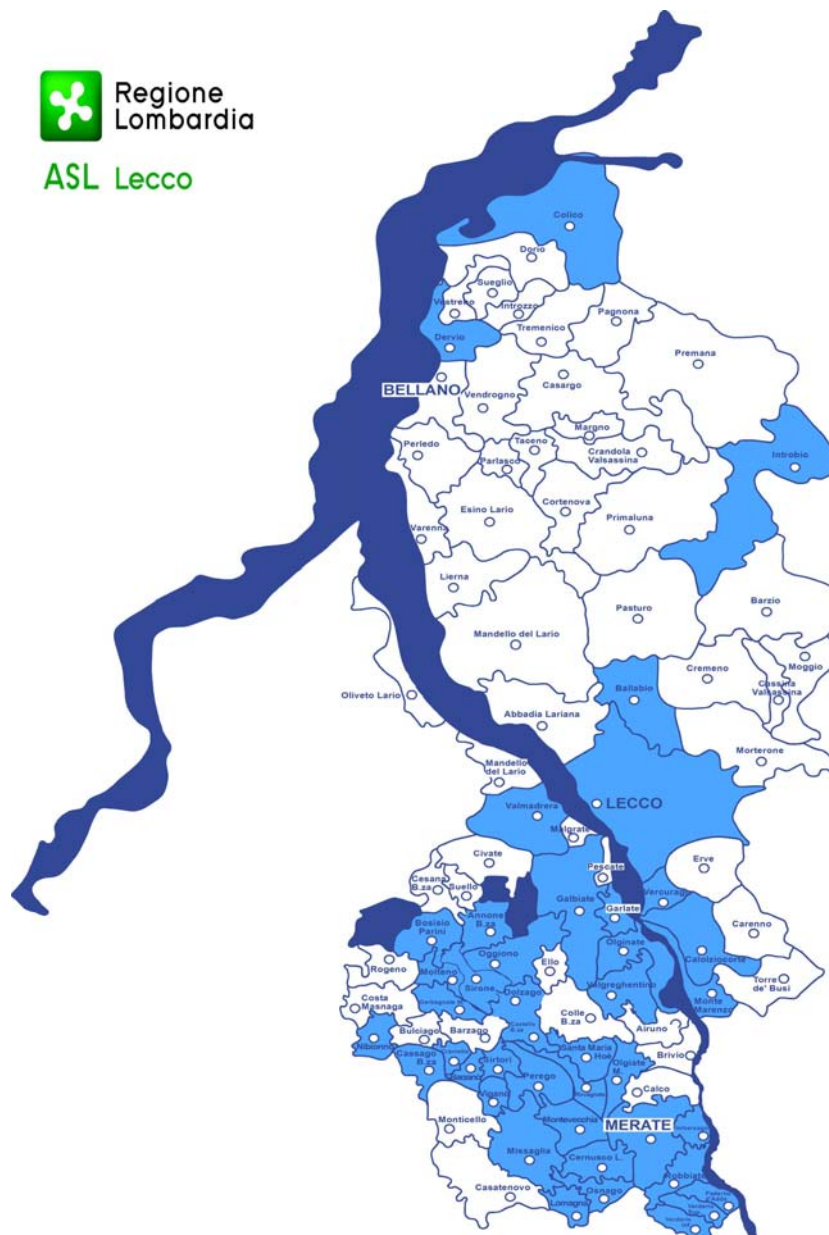 Regione
Lombardia
ASL Lecco
Colico
Dorio
Sueglio
Vestreno
Introzzo
Pagnona
Tremenico
Dervio
Premana
BELLANO
Casargo
Vendrogno
Margno
Taceno
Perledo
Parlasco
Crandola
Valsassina
Introbio
Esino Lario
Cortenova
Primaluna
Varenna
Lierna
Pasturo
Barzio
Mandello del Lario
Cremeno
Moggio
Cassina
Valsassina
Ballabio
Oliveto Lario
Abbadia Lariana
Morterone
Mandello
del Lario
LECCO
Valmadrera
Malgrate
Civate
Pescate
Erve
Cesana
B.za
Suello
Vercurago
Galbiate
Garlate
Annone
B.za
Bosisio
Parini
Carenno
Olginate
Calolziocorte
Oggiono
Ello
Rogeno
Molteno
Sirone
Valgreghentino
Torre
de' Busi
Dolzago
Costa
Masnaga
Monte
Marenzo
Colle
B.za
Airuno
Bulciago
Barzago
Nibionno
Santa Maria
Hoè
Cassago
B.za
Sirtori
Olgiate
M.
Brivio
Perego
Calco
Viganò
Monticello
Montevecchia
MERATE
Missaglia
Cernusco L.
Robbiate
Casatenovo
Osnago
Lomagna